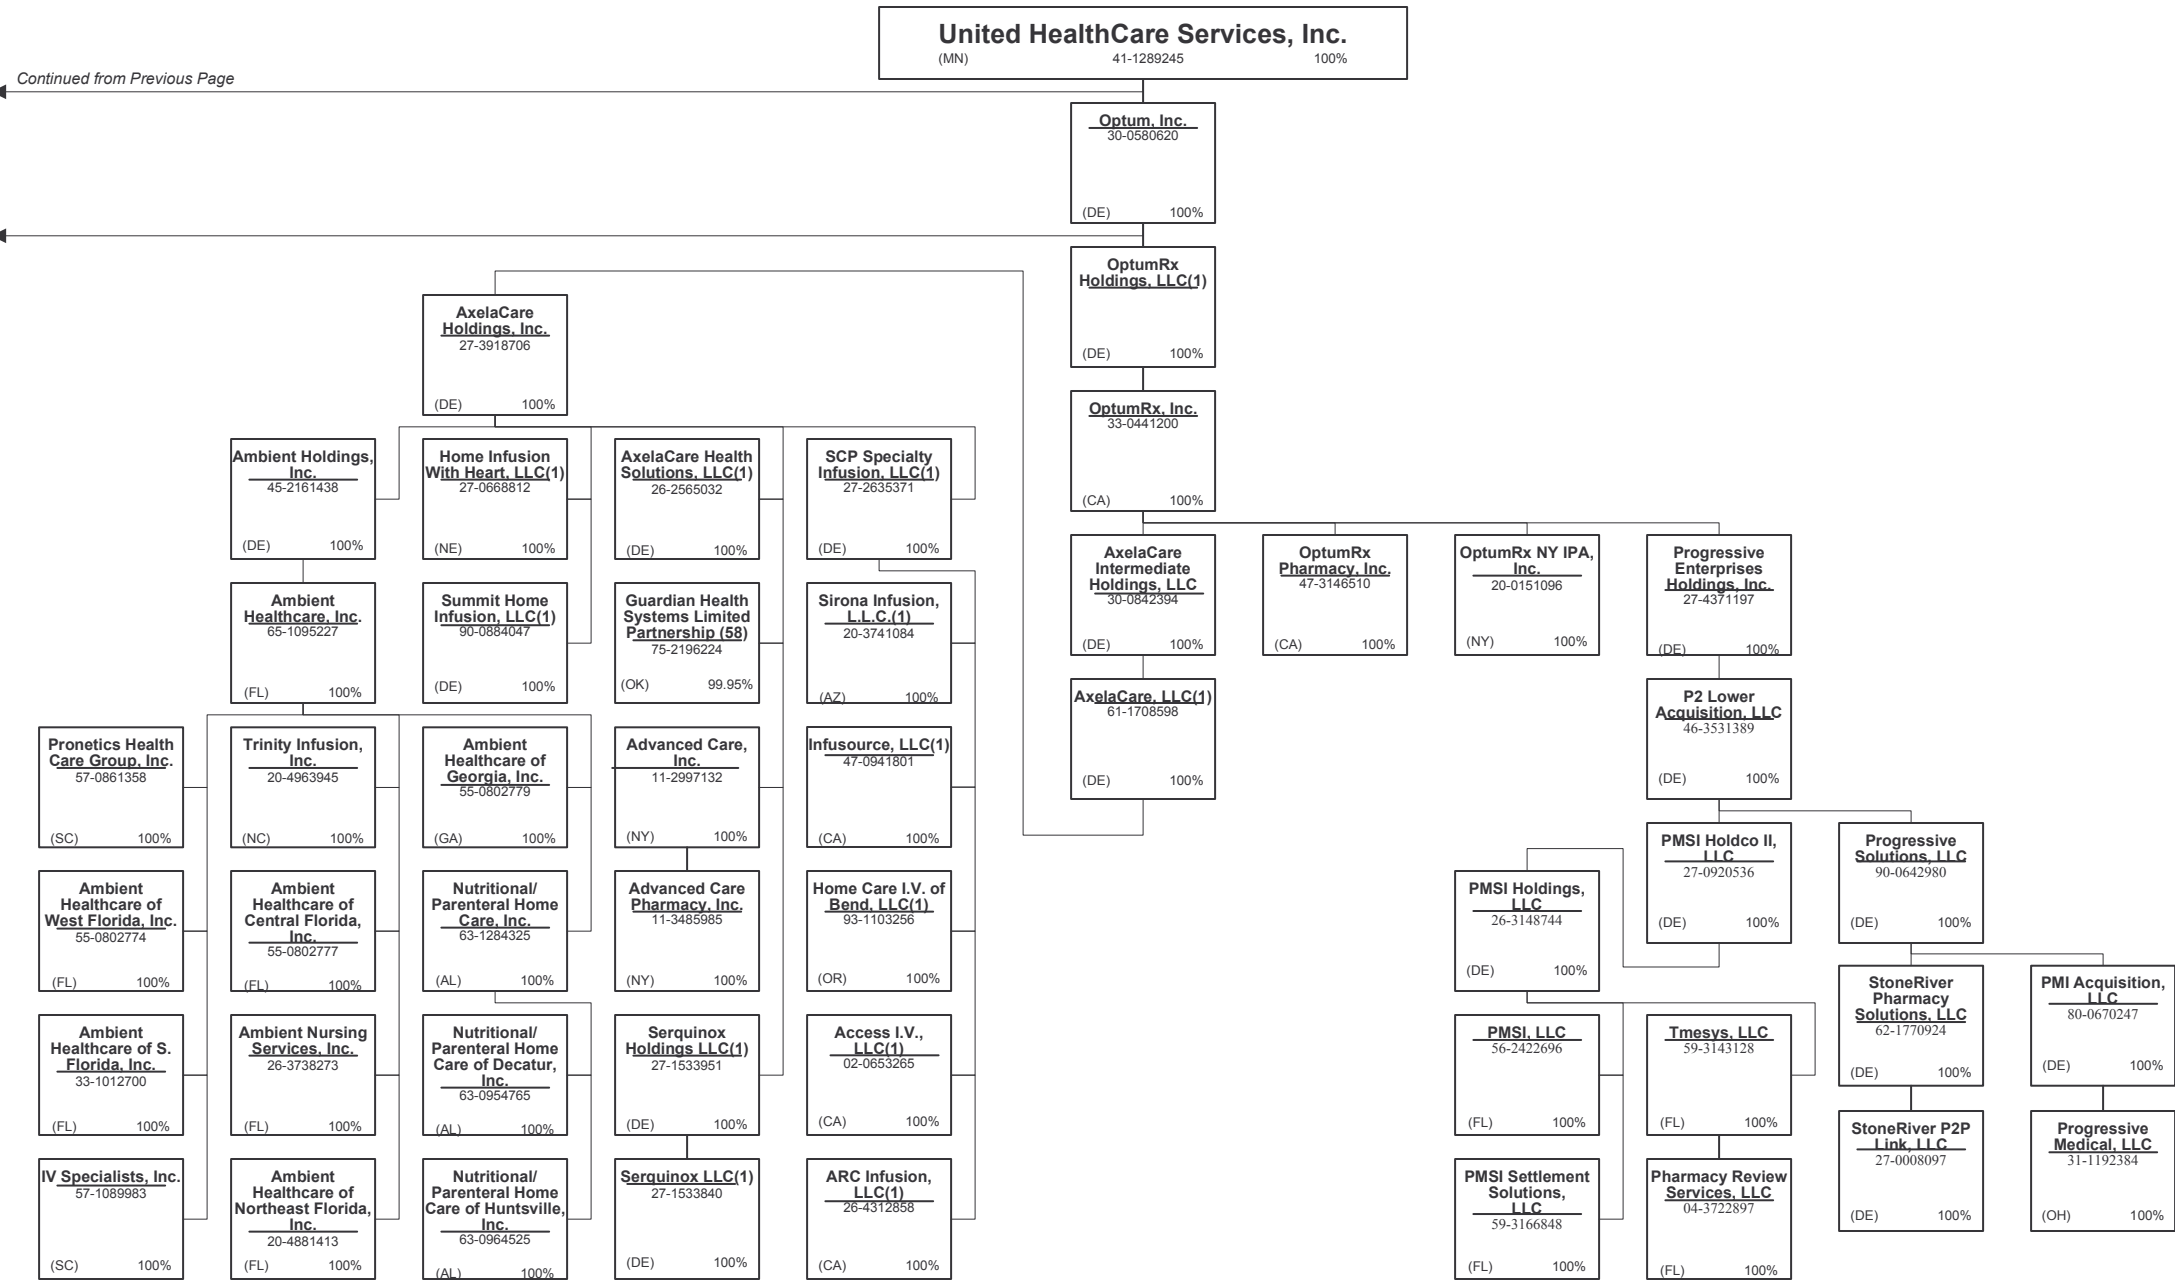 United HealthCare Services, Inc.
(MN) 41-1289245 100%
Continued from Previous Page
Optum, Inc.
30-0580620
(DE) 100%
OptumRx
Holdings, LLC(1)
(DE) 100%
AxelaCare
Holdings, Inc.
27-3918706
(DE) 100%
OptumRx, Inc.
33-0441200
(CA) 100%
Ambient Holdings,
Inc.
45-2161438
(DE) 100%
Home Infusion
With Heart, LLC(1)
27-0668812
(NE) 100%
AxelaCare Health
Solutions, LLC(1)
26-2565032
(DE) 100%
SCP Specialty
Infusion, LLC(1)
27-2635371
(DE) 100%
AxelaCare
Intermediate
Holdings, LLC
30-0842394
(DE) 100%
OptumRx
Pharmacy, Inc.
47-3146510
(CA) 100%
OptumRx NY IPA,
Inc.
20-0151096
(NY) 100%
Progressive
Enterprises
Holdings, Inc.
27-4371197
(DE) 100%
Ambient
Healthcare, Inc.
65-1095227
(FL) 100%
Summit Home
Infusion, LLC(1)
90-0884047
(DE) 100%
Guardian Health
Systems Limited
Partnership (58)
75-2196224
(OK) 99.95%
Sirona Infusion,
L.L.C.(1)
20-3741084
(AZ) 100%
AxelaCare, LLC(1)
61-1708598
(DE) 100%
P2 Lower
Acquisition, LLC
46-3531389
(DE) 100%
Pronetics Health
Care Group, Inc.
57-0861358
(SC) 100%
Trinity Infusion,
Inc.
20-4963945
(NC) 100%
Ambient
Healthcare of
Georgia, Inc.
55-0802779
(GA) 100%
Advanced Care,
Inc.
11-2997132
(NY) 100%
Infusource, LLC(1)
47-0941801
(CA) 100%
PMSI Holdco II,
LLC
27-0920536
(DE) 100%
Progressive
Solutions, LLC
90-0642980
(DE) 100%
Ambient
Healthcare of
West Florida, Inc.
55-0802774
(FL) 100%
Ambient
Healthcare of
Central Florida,
Inc.
55-0802777
(FL) 100%
Nutritional/
Parenteral Home
Care, Inc.
63-1284325
(AL) 100%
Advanced Care
Pharmacy, Inc.
11-3485985
(NY) 100%
Home Care I.V. of
Bend, LLC(1)
93-1103256
(OR) 100%
PMSI Holdings,
LLC
26-3148744
(DE) 100%
StoneRiver
Pharmacy
Solutions, LLC
62-1770924
(DE) 100%
PMI Acquisition,
LLC
80-0670247
(DE) 100%
Ambient
Healthcare of S.
Florida, Inc.
33-1012700
(FL) 100%
Ambient Nursing
Services, Inc.
26-3738273
(FL) 100%
Nutritional/
Parenteral Home
Care of Decatur,
Inc.
63-0954765
(AL) 100%
Serquinox
Holdings LLC(1)
27-1533951
(DE) 100%
Access I.V.,
LLC(1)
02-0653265
(CA) 100%
PMSI, LLC
56-2422696
(FL) 100%
Tmesys, LLC
59-3143128
(FL) 100%
StoneRiver P2P
Link, LLC
27-0008097
(DE) 100%
Progressive
Medical, LLC
31-1192384
(OH) 100%
IV Specialists, Inc.
57-1089983
(SC) 100%
Ambient
Healthcare of
Northeast Florida,
Inc.
20-4881413
(FL) 100%
Nutritional/
Parenteral Home
Care of Huntsville,
Inc.
63-0964525
(AL) 100%
Serquinox LLC(1)
27-1533840
(DE) 100%
ARC Infusion,
LLC(1)
26-4312858
(CA) 100%
PMSI Settlement
Solutions,
LLC
59-3166848
(FL) 100%
Pharmacy Review
Services, LLC
04-3722897
(FL) 100%